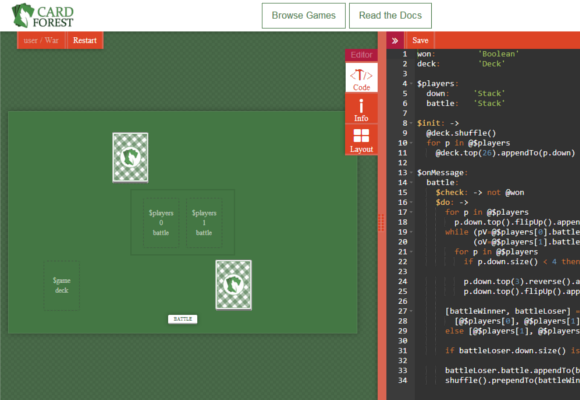 CARD
FOREST
Browse Games
Read the Docs
/ War
Restart
Editor
Code
Info
Layout
Save
$players
0
battle
$players
1
battle
$game
deck
BATTLE
1 won: 'Boolean'
2 deck: 'Deck'
3
4 $players:
5 down: 'Stack'
6 battle: 'Stack'
7
8 $init: ->
9 @deck.shuffle()
10 for p in @$players
11 @deck.top(26).appendTo(p.down)
12
13 $onMessage:
14 battle:
15 $check: -> not @won
16 $do: ->
17 for p in @$players
18 p.down.top().flipUp().appen
19 while (pV=@$players[0].battle
20 (oV=@$players[1].battle
21 for p in @$players
22 if p.down.size() < 4 then
23
24 p.down.top(3).reverse().a
25 p.down.top().flipUp().app
26
27 [battleWinner, battleLoser] =
28 [@$players[0], @$players[1]
29 else [@$players[1], @$players
30
31 if battleLoser.down.size() is
32
33 battleLoser.battle.appendTo(b
34 shuffle().prependTo(battleWin